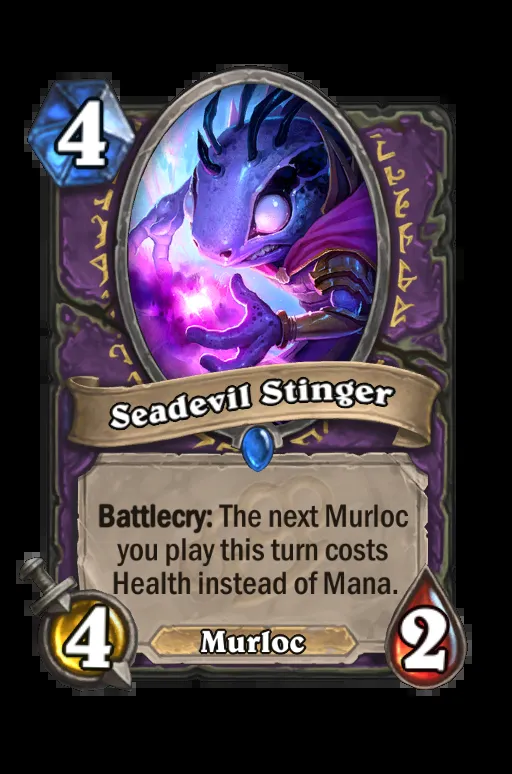 4
Seadevil Stinger
Battlecry: The next Murloc
you play this turn costs
Health instead of Mana.
4
Murloc
2